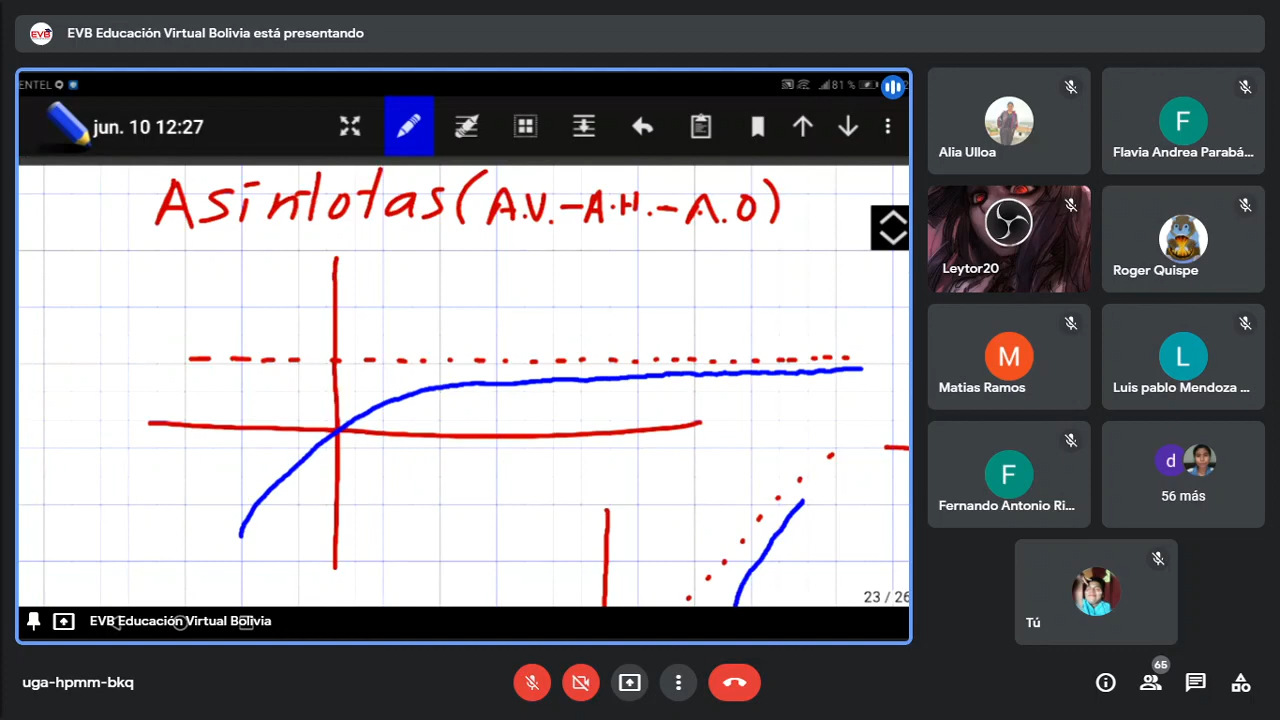 EVB Educación Virtual Bolivia está presentando
ENTEL
81 %
jun. 10 12:27
Asíntotas (A.V. - A.H. - A.O)
23 / 26
EVB Educación Virtual Bolivia
Alia Ulloa
F
Flavia Andrea Parabá...
Leytor20
Roger Quispe
M
Matias Ramos
L
Luis pablo Mendoza ...
F
Fernando Antonio Ri...
d
56 más
Tú
uga-hpmm-bkq
65